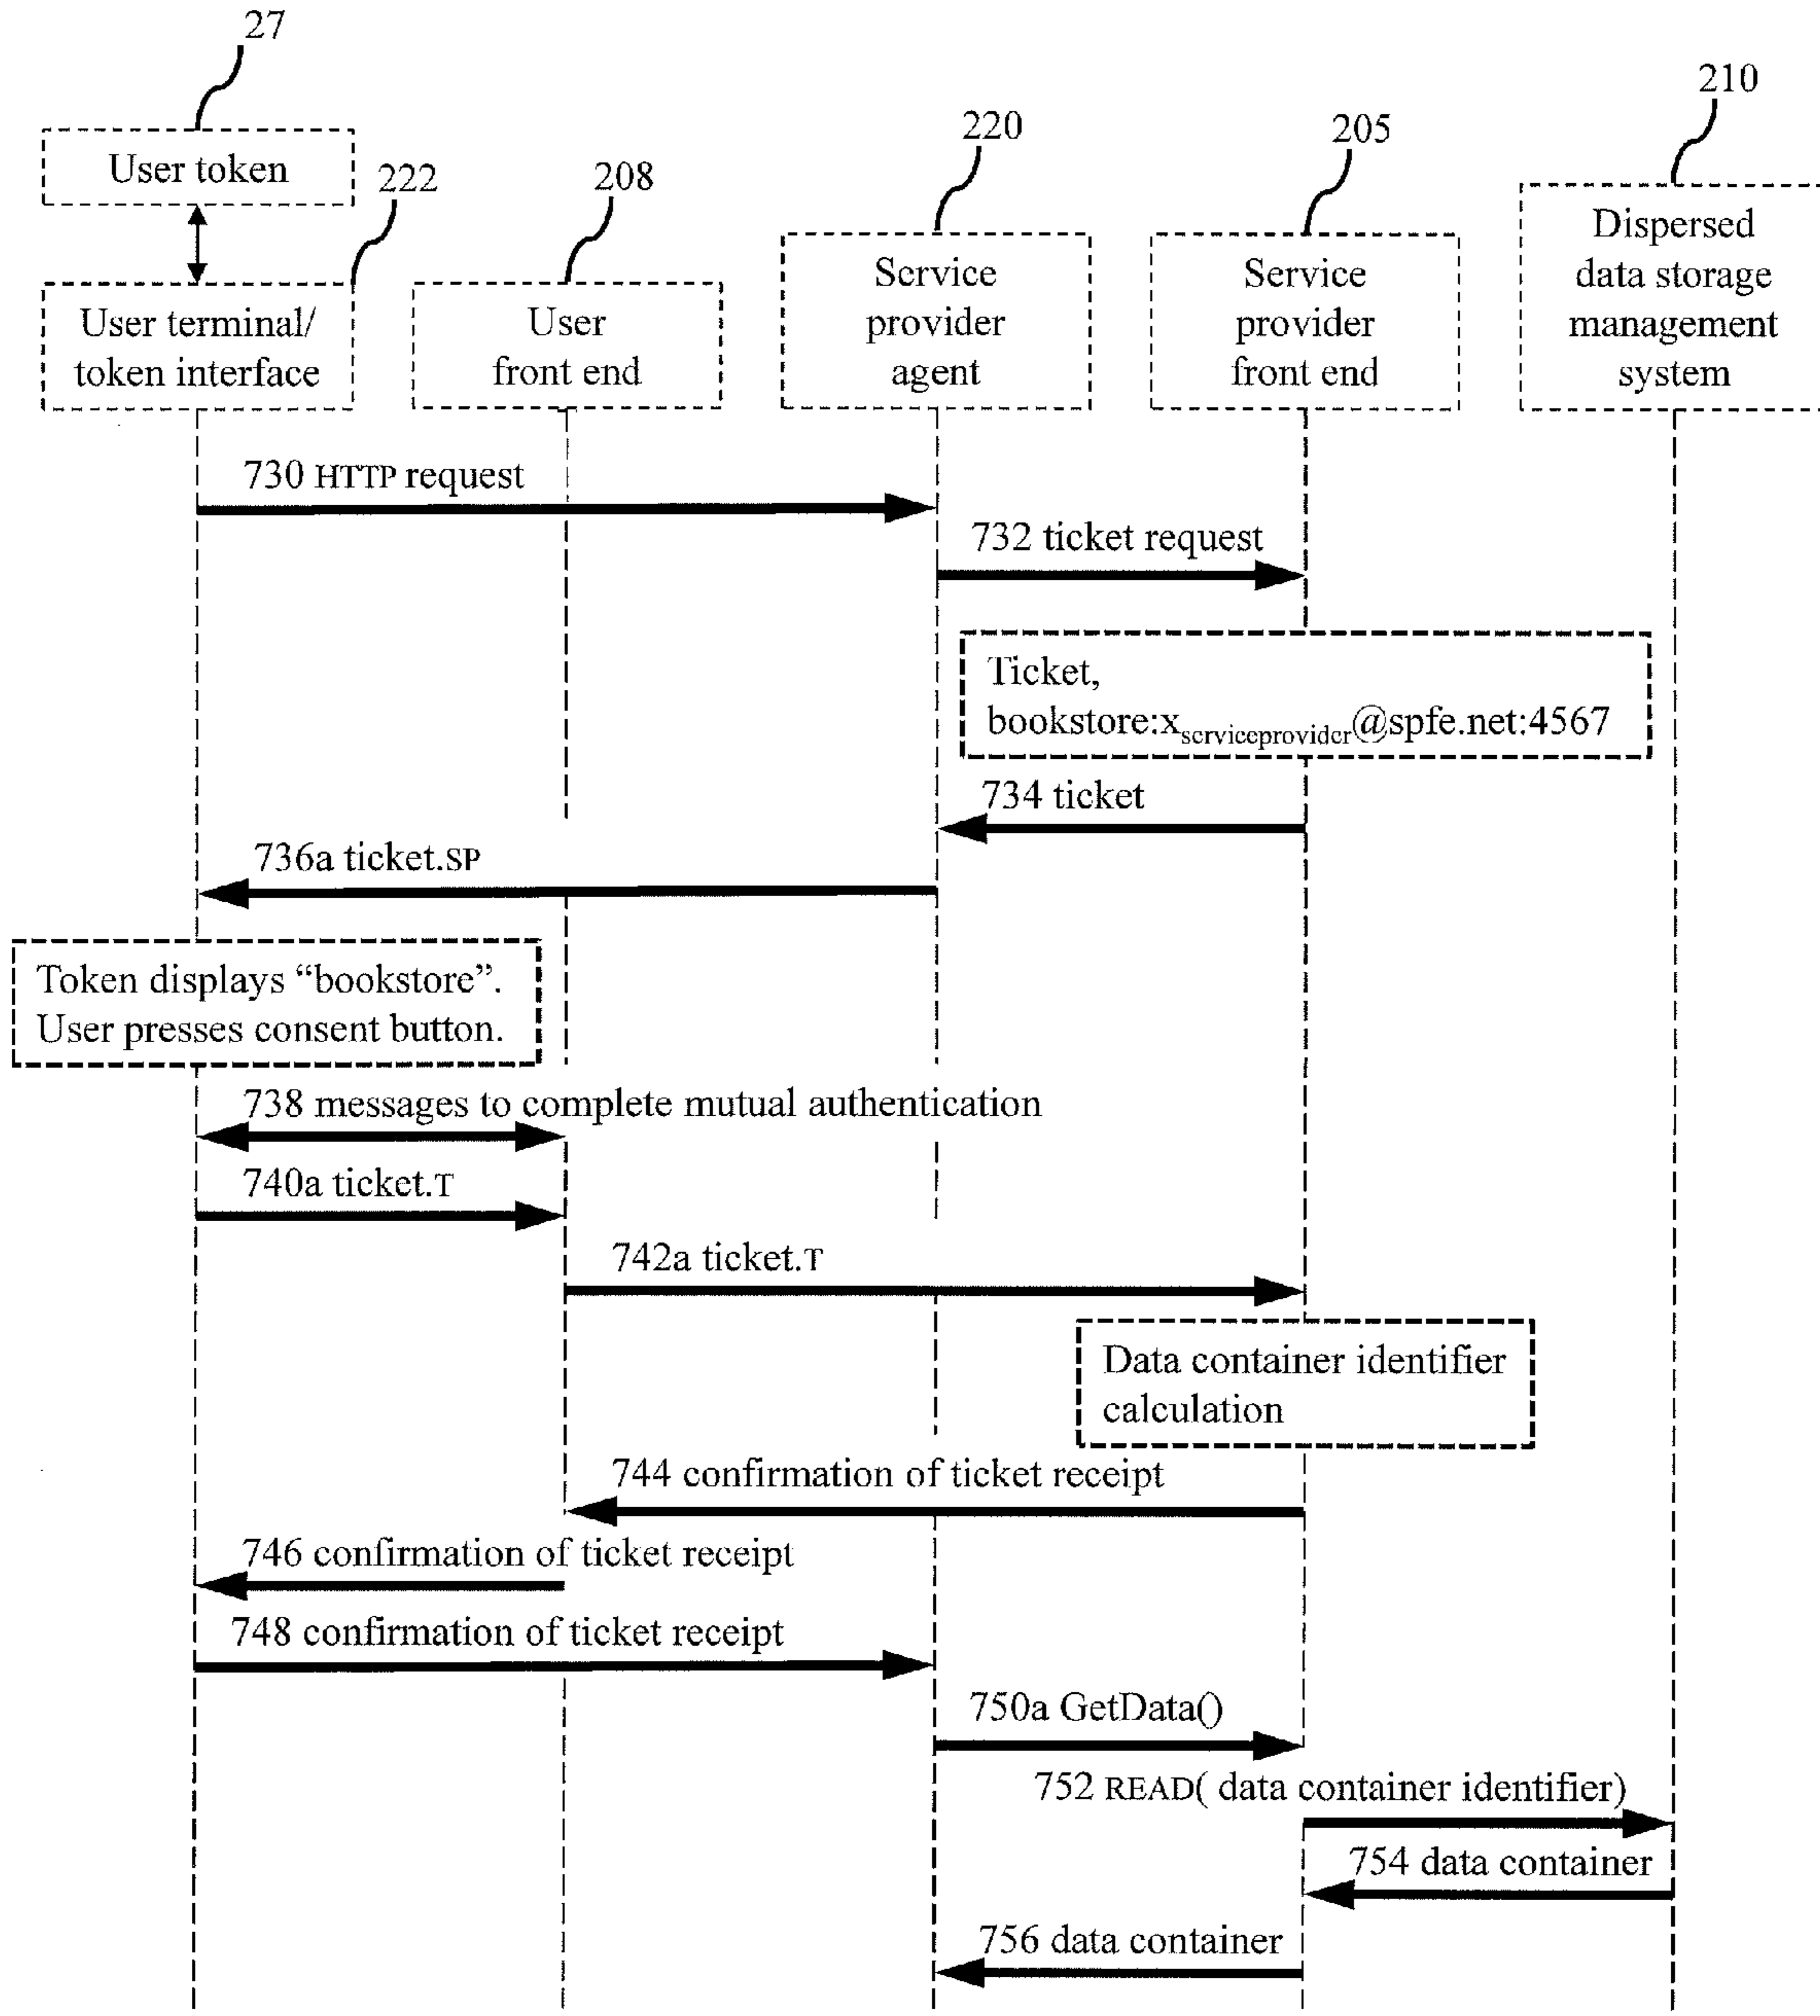 27
210
220
205
User token
222
208
Dispersed
data storage
management
system
Service
provider
agent
Service
provider
front end
User terminal/
token interface
User
front end
730 HTTP request
732 ticket request
Ticket,
bookstore:xserviceprovider@spfe.net:4567
734 ticket
736a ticket.SP
Token displays “bookstore”.
User presses consent button.
738 messages to complete mutual authentication
740a ticket.T
742a ticket.T
Data container identifier
calculation
744 confirmation of ticket receipt
746 confirmation of ticket receipt
748 confirmation of ticket receipt
750a GetData()
752 READ( data container identifier)
754 data container
756 data container